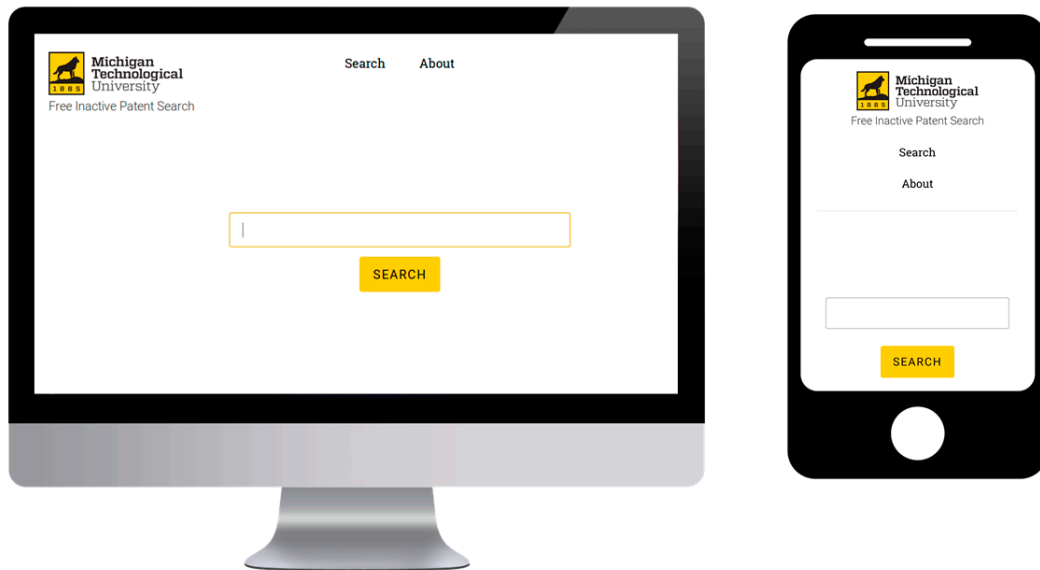 Michigan
Technological
University
1885
Free Inactive Patent Search
Search About
SEARCH
Michigan
Technological
University
1885
Free Inactive Patent Search
Search
About
SEARCH